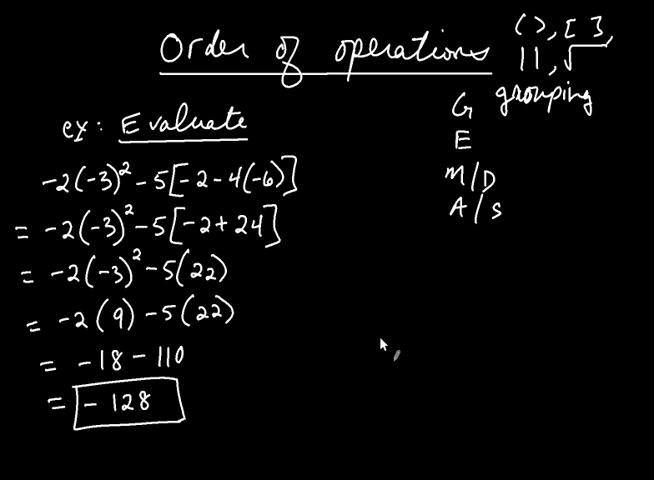 Order of operations
( ), [ ],
| |, √
grouping
G
E
M/D
A/S
ex: Evaluate
-2(-3)² - 5[-2 - 4(-6)]
= -2(-3)² - 5[-2 + 24]
= -2(-3)² - 5(22)
= -2(9) - 5(22)
= -18 - 110
= -128